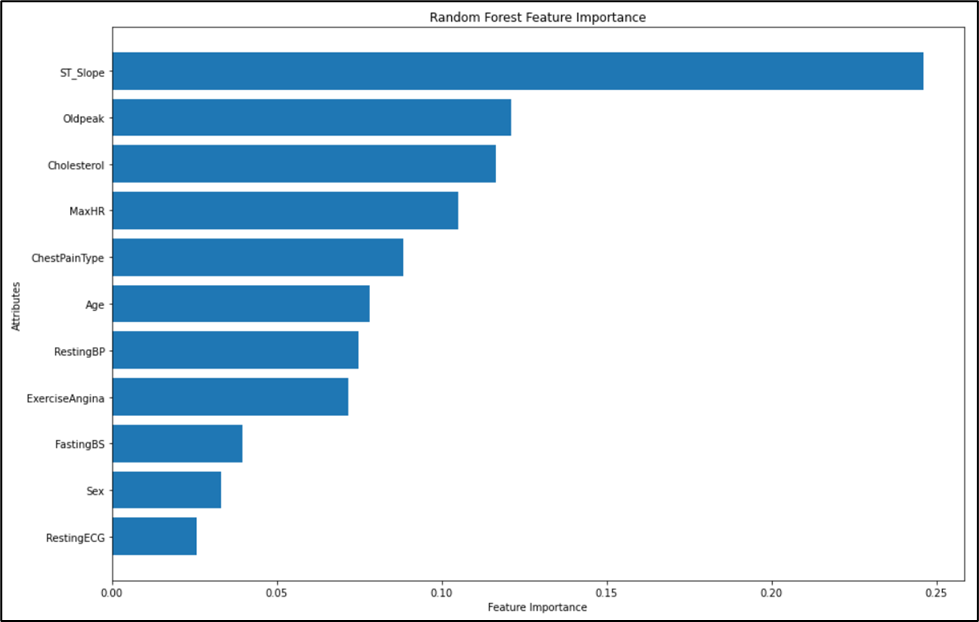 Random Forest Feature Importance
Attributes
ST_Slope
Oldpeak
Cholesterol
MaxHR
ChestPainType
Age
RestingBP
ExerciseAngina
FastingBS
Sex
RestingECG
0.00 0.05 0.10 0.15 0.20 0.25
Feature Importance